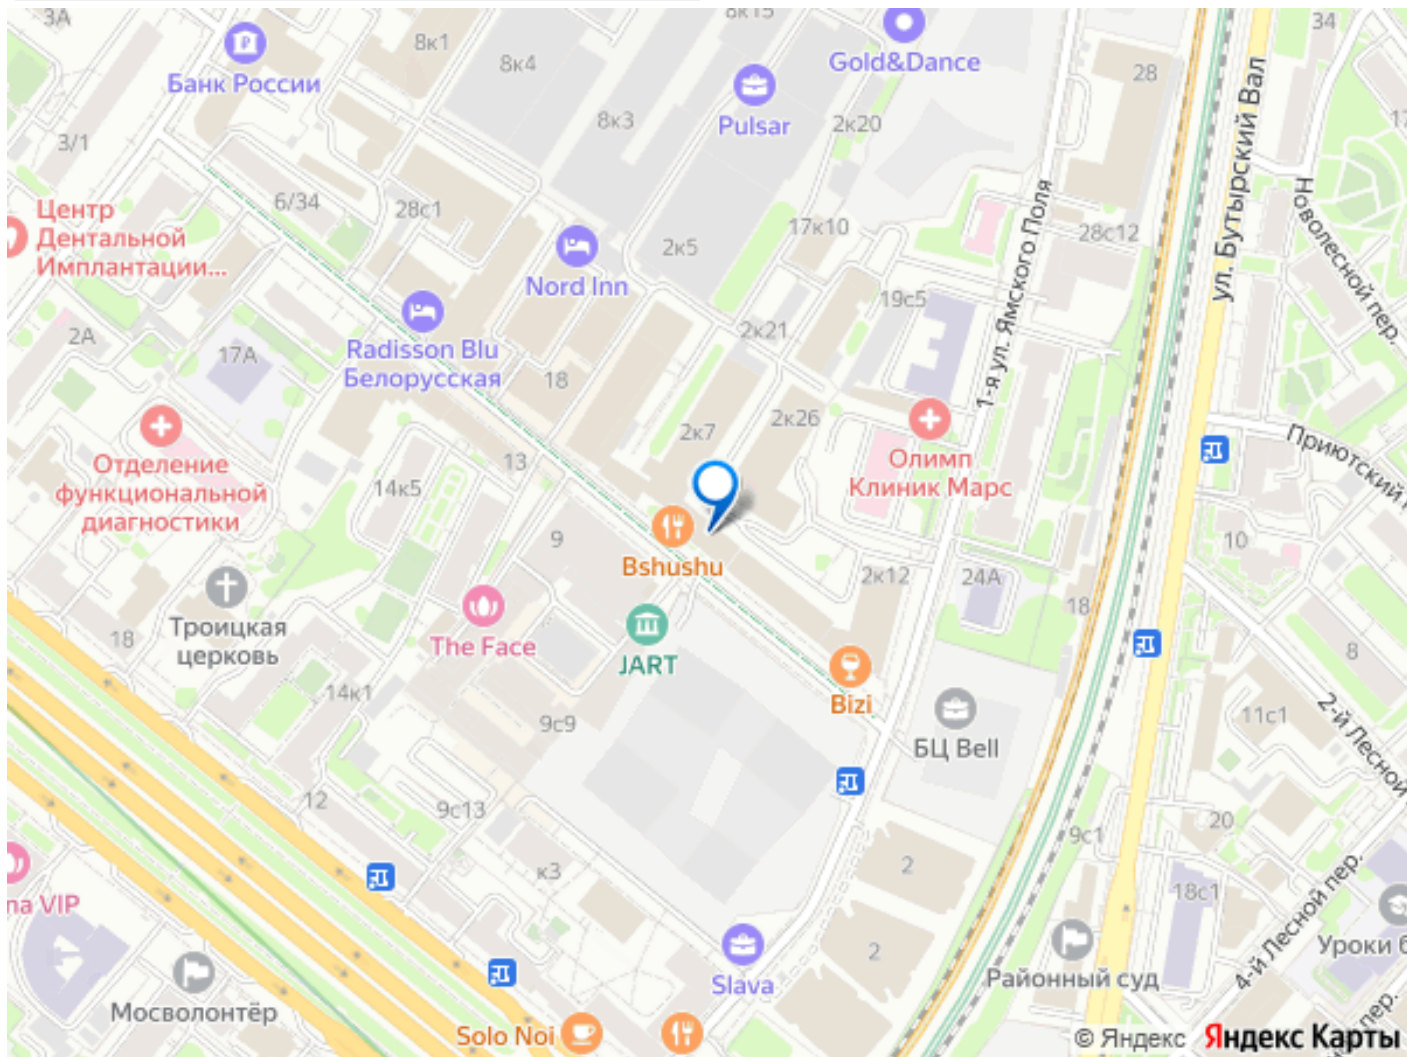 3А
8к15
34
8к1
Gold&Dance
Банк России
8к4
28
Pulsar
8к3
2к20
3/1
17
ул. Бутырский Вал
6/34
28с1
Центр
Дентальной
Имплантации...
17к10
28с12
Новолесной пер.
2к5
Nord Inn
1-я ул. Ямского Поля
19с5
2А
17А
2к21
Radisson Blu
Белорусская
18
2к26
2к7
Приютский п
Олимп
Клиник Марс
13
Отделение
функциональной
диагностики
14к5
9
10
Bshushu
2к12
24А
18
Троицкая
церковь
18
The Face
JART
8
14к1
Bizi
2-й Лесной
9с9
БЦ Bell
11с1
12
9с13
20
9с1
к3
2
18с1
na VIP
4-й Лесной пер.
Уроки б
2
Районный суд
Slava
Мосволонтёр
пер.
Solo Noi
© Яндекс Яндекс Карты